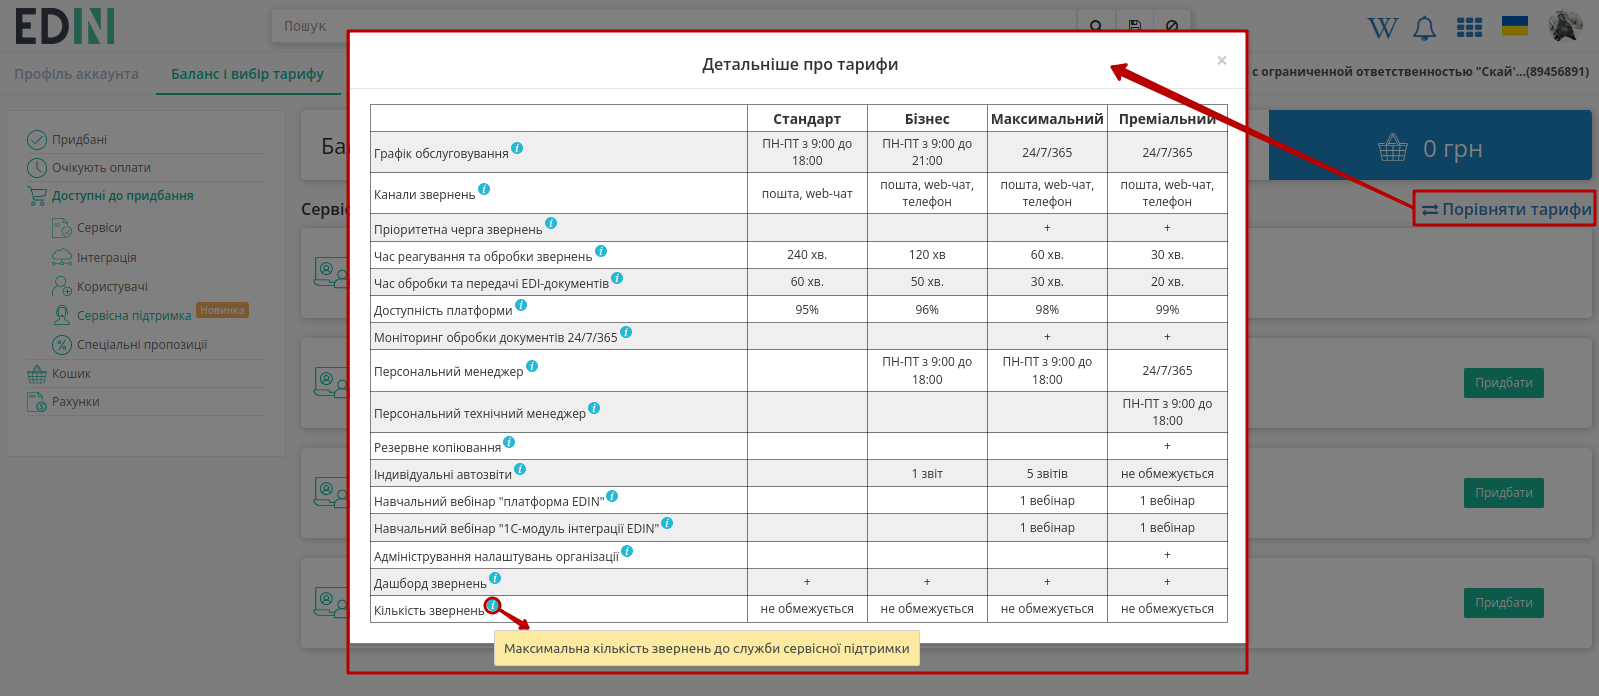 EDIN
Пошук
Профіль аккаунта
Баланс і вибір тарифу
с ограниченной ответственностью "Скай'...(89456891)
Придбані
Очікують оплати
Доступні до придбання
Сервіси
Інтеграція
Користувачі
Сервісна підтримка Новинка
Спеціальні пропозиції
Кошик
Рахунки
0 грн
Порівняти тарифи
Придбати
Придбати
Придбати
Детальніше про тарифи ×
Стандарт Бізнес Максимальний Преміальний
Графік обслуговування ПН-ПТ з 9:00 до 18:00 ПН-ПТ з 9:00 до 21:00 24/7/365 24/7/365
Канали звернень пошта, web-чат пошта, web-чат, телефон пошта, web-чат, телефон пошта, web-чат, телефон
Пріоритетна черга звернень + +
Час реагування та обробки звернень 240 хв. 120 хв 60 хв. 30 хв.
Час обробки та передачі EDI-документів 60 хв. 50 хв. 30 хв. 20 хв.
Доступність платформи 95% 96% 98% 99%
Моніторинг обробки документів 24/7/365 + +
Персональний менеджер ПН-ПТ з 9:00 до 18:00 ПН-ПТ з 9:00 до 18:00 24/7/365
Персональний технічний менеджер ПН-ПТ з 9:00 до 18:00
Резервне копіювання +
Індивідуальні автозвіти 1 звіт 5 звітів не обмежується
Навчальний вебінар "платформа EDIN" 1 вебінар 1 вебінар
Навчальний вебінар "1С-модуль інтеграції EDIN" 1 вебінар 1 вебінар
Адміністрування налаштувань організації +
Дашборд звернень + + + +
Кількість звернень не обмежується не обмежується не обмежується не обмежується
Максимальна кількість звернень до служби сервісної підтримки